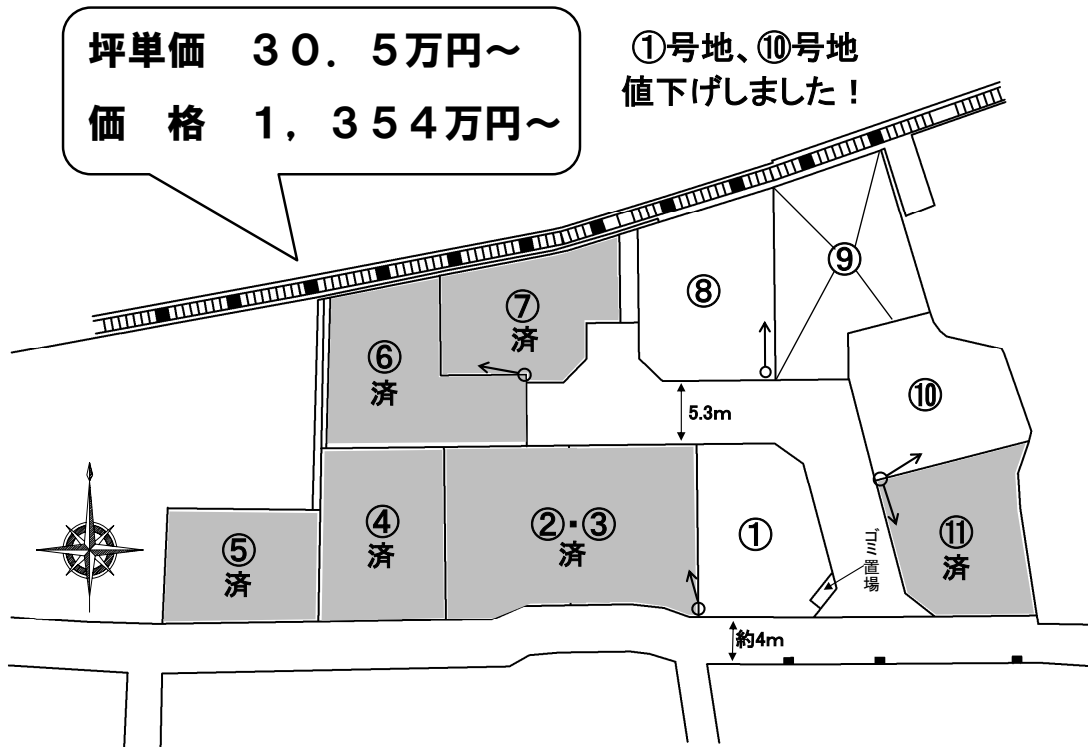 坪単価　３０．５万円～
価　格　１，３５４万円～
①号地、⑩号地
値下げしました！
⑨
⑧
⑦
済
⑥
済
⑩
5.3m
②・③
済
④
済
①
⑤
済
⑪
済
ゴミ置場
約4m